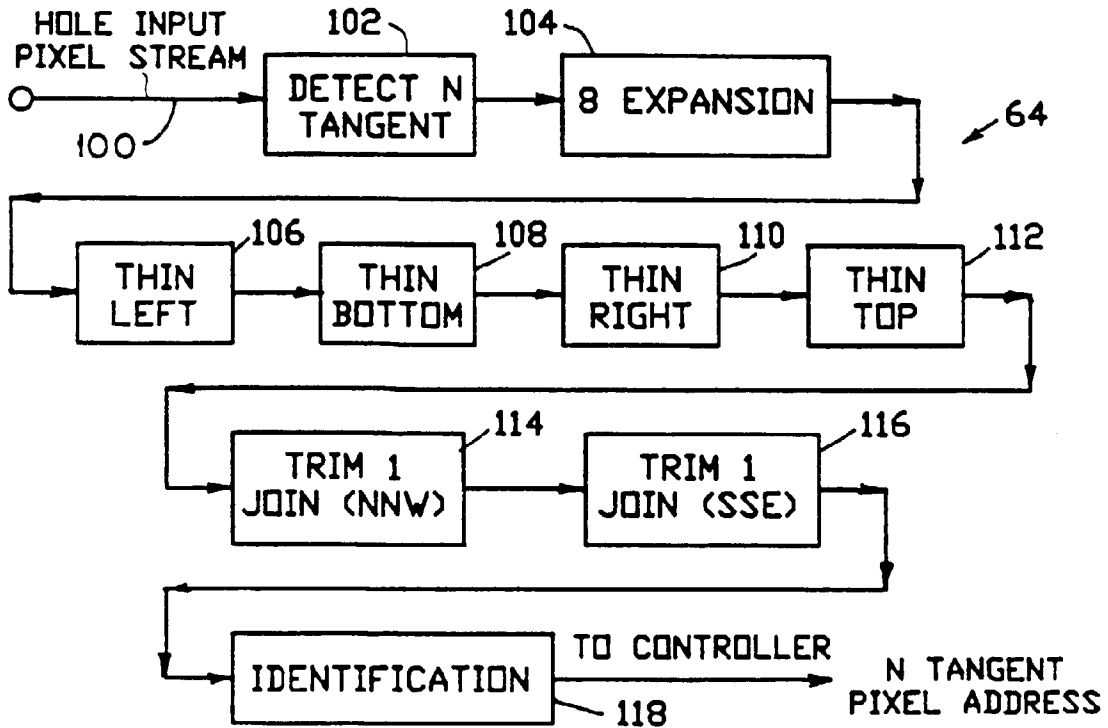 HOLE INPUT
PIXEL STREAM
100
102
DETECT N
TANGENT
104
8 EXPANSION
64
106
THIN
LEFT
108
THIN
BOTTOM
110
THIN
RIGHT
112
THIN
TOP
114
TRIM 1
JOIN (NNW)
116
TRIM 1
JOIN (SSE)
IDENTIFICATION
118
TO CONTROLLER
N TANGENT
PIXEL ADDRESS